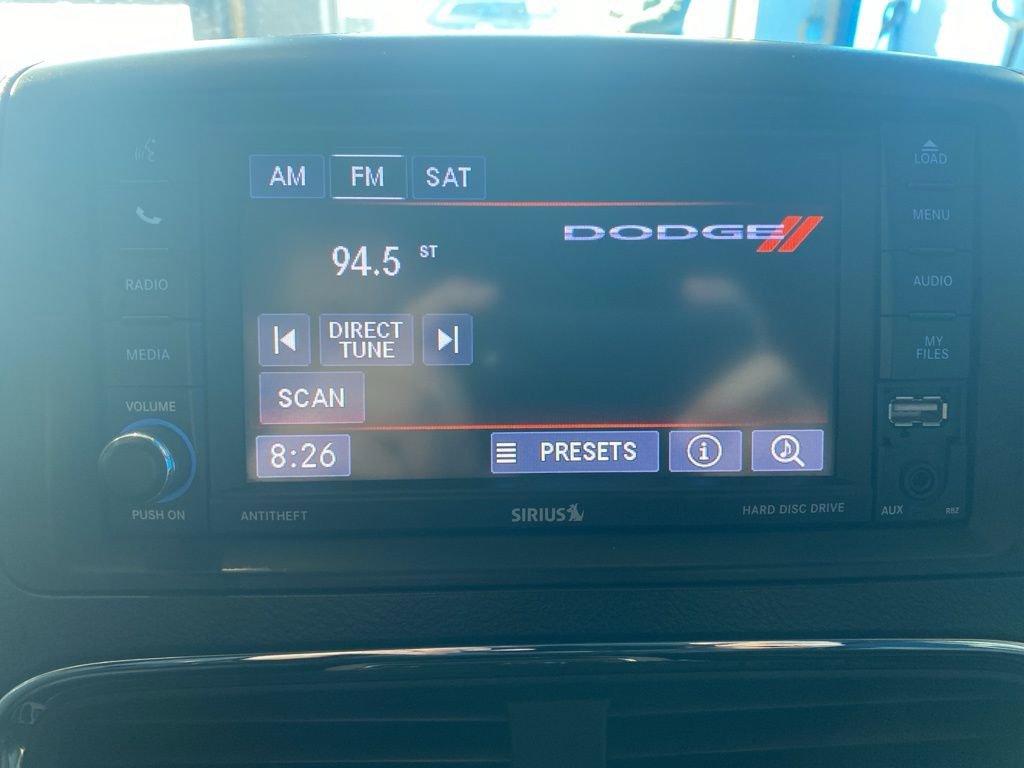 AM FM SAT
LOAD
MENU
DODGE
94.5 ST
RADIO
AUDIO
DIRECT
TUNE
MY
FILES
MEDIA
SCAN
VOLUME
8:26
PRESETS
i
PUSH ON
ANTITHEFT
SIRIUS
HARD DISC DRIVE
AUX
RBZ